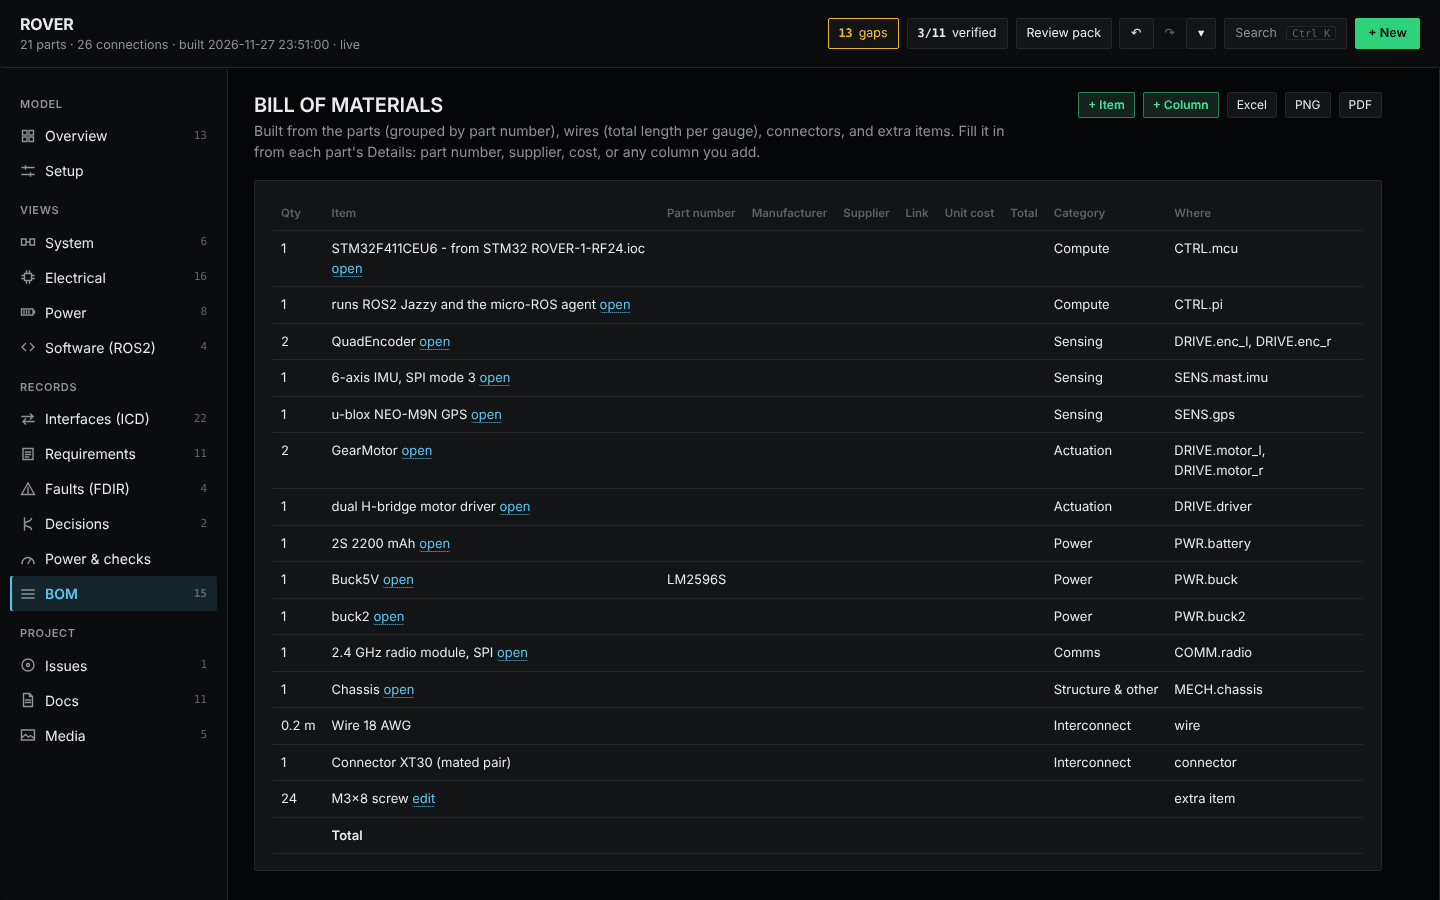 ROVER
21 parts · 26 connections · built 2026-11-27 23:51:00 · live
13 gaps
3/11 verified
Review pack
↶
↷
▾
Search Ctrl K
+ New
MODEL
Overview 13
Setup
VIEWS
System 6
Electrical 16
Power 8
Software (ROS2) 4
RECORDS
Interfaces (ICD) 22
Requirements 11
Faults (FDIR) 4
Decisions 2
Power & checks
BOM 15
PROJECT
Issues 1
Docs 11
Media 5
BILL OF MATERIALS
+ Item
+ Column
Excel
PNG
PDF
Built from the parts (grouped by part number), wires (total length per gauge), connectors, and extra items. Fill it in
from each part's Details: part number, supplier, cost, or any column you add.
Qty Item Part number Manufacturer Supplier Link Unit cost Total Category Where
1 STM32F411CEU6 - from STM32 ROVER-1-RF24.ioc Compute CTRL.mcu
open
1 runs ROS2 Jazzy and the micro-ROS agent open Compute CTRL.pi
2 QuadEncoder open Sensing DRIVE.enc_l, DRIVE.enc_r
1 6-axis IMU, SPI mode 3 open Sensing SENS.mast.imu
1 u-blox NEO-M9N GPS open Sensing SENS.gps
2 GearMotor open Actuation DRIVE.motor_l,
DRIVE.motor_r
1 dual H-bridge motor driver open Actuation DRIVE.driver
1 2S 2200 mAh open Power PWR.battery
1 Buck5V open LM2596S Power PWR.buck
1 buck2 open Power PWR.buck2
1 2.4 GHz radio module, SPI open Comms COMM.radio
1 Chassis open Structure & other MECH.chassis
0.2 m Wire 18 AWG Interconnect wire
1 Connector XT30 (mated pair) Interconnect connector
24 M3×8 screw edit extra item
Total